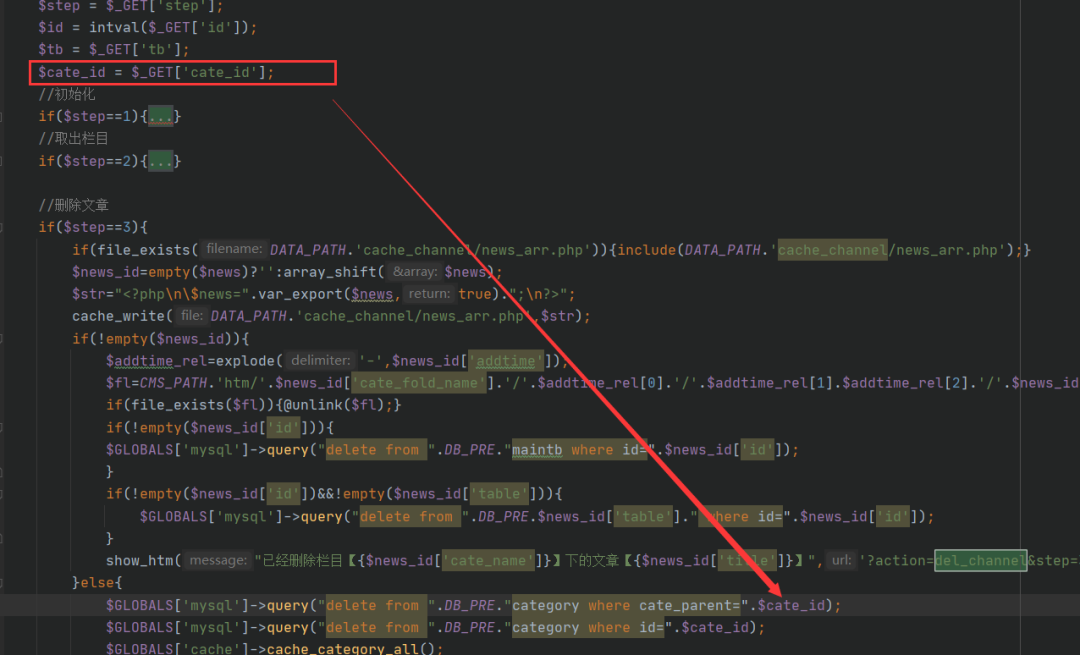 $step = $_GET['step'];
$id = intval($_GET['id']);
$tb = $_GET['tb'];
$cate_id = $_GET['cate_id'];
//初始化
if($step==1){...}
//取出栏目
if($step==2){...}
//删除文章
if($step==3){
if(file_exists( filename: DATA_PATH.'cache_channel/news_arr.php')){include(DATA_PATH.'cache_channel/news_arr.php');}
$news_id=empty($news)?'':array_shift( &array: $news);
$str="<?php\n\$news=".var_export($news, return: true).";\n?>";
cache_write( file: DATA_PATH.'cache_channel/news_arr.php',$str);
if(!empty($news_id)){
$addtime_rel=explode( delimiter: '-',$news_id['addtime']);
$fl=CMS_PATH.'htm/'.$news_id['cate_fold_name'].'/'.$addtime_rel[0].'/'.$addtime_rel[1].$addtime_rel[2].'/'.$news_id
if(file_exists($fl)){@unlink($fl);}
if(!empty($news_id['id'])){
$GLOBALS['mysql']->query("delete from ".DB_PRE."maintb where id=".$news_id['id']);
}
if(!empty($news_id['id'])&&!empty($news_id['table'])){
$GLOBALS['mysql']->query("delete from ".DB_PRE.$news_id['table']." where id=".$news_id['id']);
}
show_htm( message: "已经删除栏目【{$news_id['cate_name']}】下的文章【{$news_id['title']}】", url: '?action=del_channel&step=
}else{
$GLOBALS['mysql']->query("delete from ".DB_PRE."category where cate_parent=".$cate_id);
$GLOBALS['mysql']->query("delete from ".DB_PRE."category where id=".$cate_id);
$GLOBALS['cache']->cache_category_all();